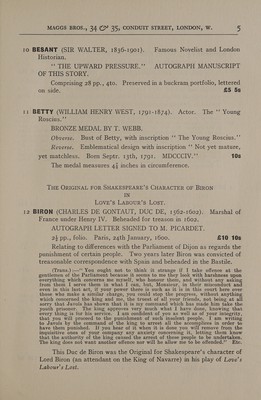 MAGGS BROS., 34 & 35, CONDUIT STREET, LONDON, W. 5
10 BESANT (SIR WALTER, 1836-1901). Famous Novelist and London
Historian.
" THE UPWARD PRESSURE." AUTOGRAPH MANUSCRIPT
OF THIS STORY.
Comprising 28 pp., 4to. Preserved in a buckram portfolio, lettered
on side. £5 5s
11 BETTY (WILLIAM HENRY WEST, 1791-1874). Actor. The " Young
Roscius."
BRONZE MEDAL BY T. WEBB.
Obverse. Bust of Betty, with inscription " The Young Roscius."
Reverse. Emblematical design with inscription " Not yet mature,
yet matchless. Born Septr. 13th, 1791. MDCCCIV." 10s
The medal measures 4½ inches in circumference.
THE ORIGINAL FOR SHAKESPEARE'S CHARACTER OF BIRON
IN
LOVE'S LABOUR'S LOST.
12 BIRON (CHARLES DE GONTAUT, DUC DE, 1562-1602). Marshal of
France under Henry IV. Beheaded for treason in 1602.
AUTOGRAPH LETTER SIGNED TO M. PICARDET.
2½ pp., folio. Paris, 24th January, 1600. £10 10s
Relating to differences with the Parliament of Dijon as regards the
punishment of certain people. Two years later Biron was convicted of
treasonable correspondence with Spain and beheaded in the Bastile.
(Trans.):—" You ought not to think it strange if I take offence at the
gentlemen of the Parliament because it seems to me they look with harshness upon
everything which concerns me myself, who honour them, and without any asking
from them I serve them in what I can, but, Monsieur, in their misconduct and
even in this last act, if your power there is such as it is in this court here over
those who make a similar charge, you could stop the progress, without anything
which concerned the king and me, the truest of all your friends, not being at all
sorry that Javois has shown that it is my command which has made him take the
punish prisoner. The king approves very much what I have done, knowing that
every thing is for his service. I am confident of you as well as of your integrity
that you will proceed to the punishment of such insolent people. I am writing
to Javois by the command of the king to arrest all the accomplices in order to
have them punished. If you hear of it when it is done you will remove from the
inquisitive ones of your company any anxiety concerning it, letting them know
that the authority of the king caused the arrest of those people to be undertaken.
The king does not want another offence nor will he allow me to be offended." Etc.
This Duc de Biron was the Original for Shakespeare's character of
Lord Biron (an attendant on the King of Navarre) in his play of Love's
Labour's Lost.